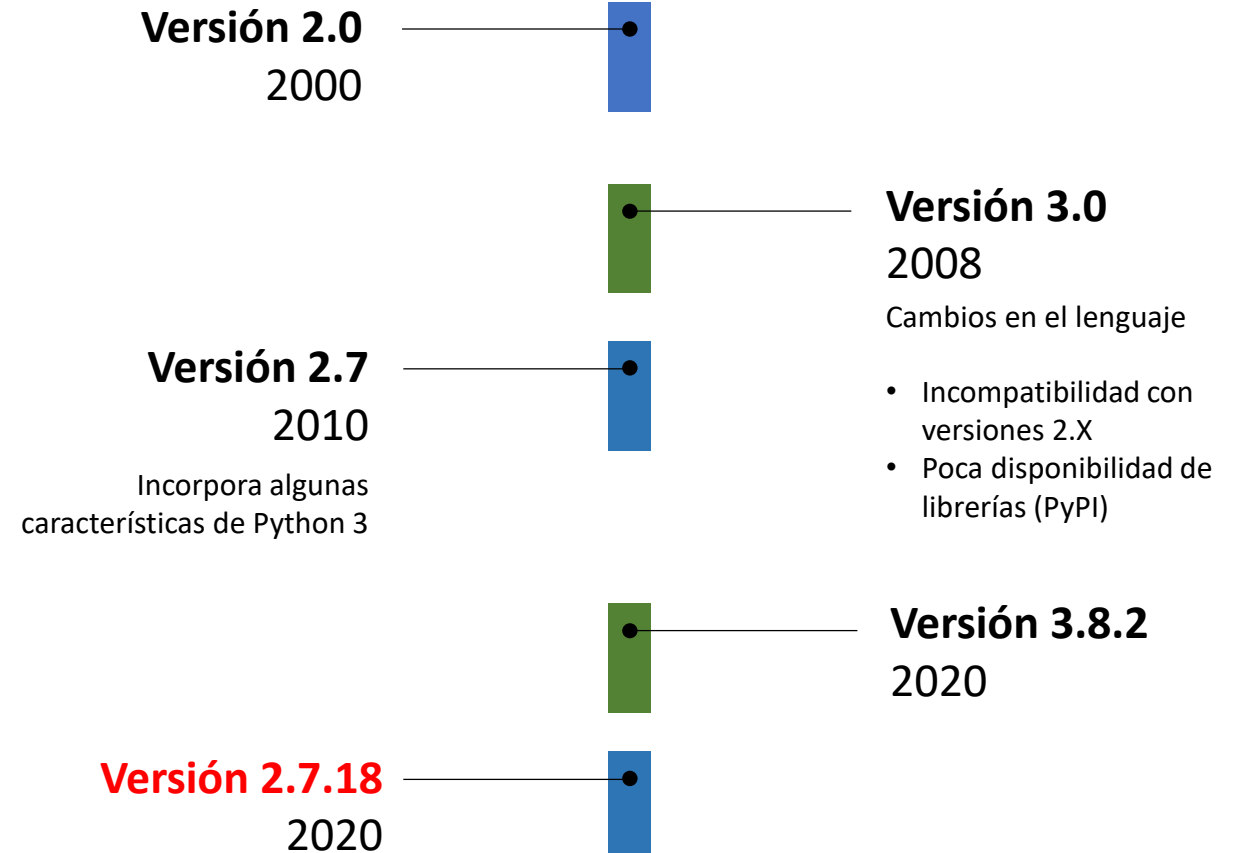 Versión 2.0
2000
Versión 3.0
2008
Cambios en el lenguaje
• Incompatibilidad con
versiones 2.X
• Poca disponibilidad de
librerías (PyPI)
Versión 2.7
2010
Incorpora algunas
características de Python 3
Versión 3.8.2
2020
Versión 2.7.18
2020